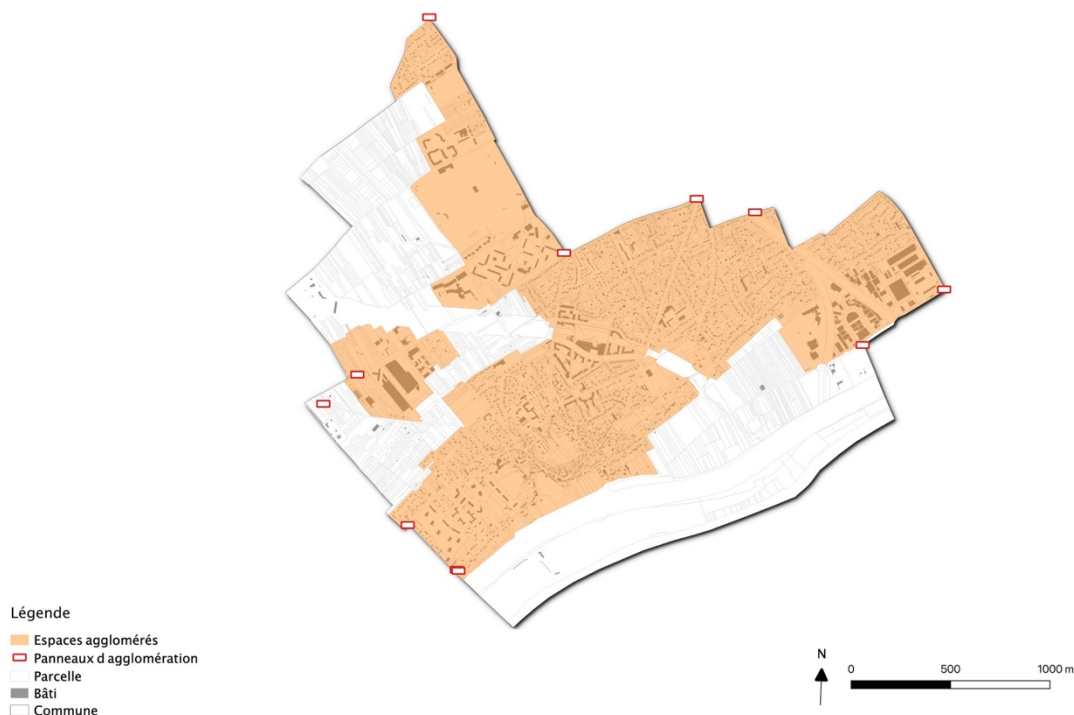 Légende
Espaces agglomérés
Panneaux d agglomération
Parcelle
Bâti
Commune
N
0 500 1000 m